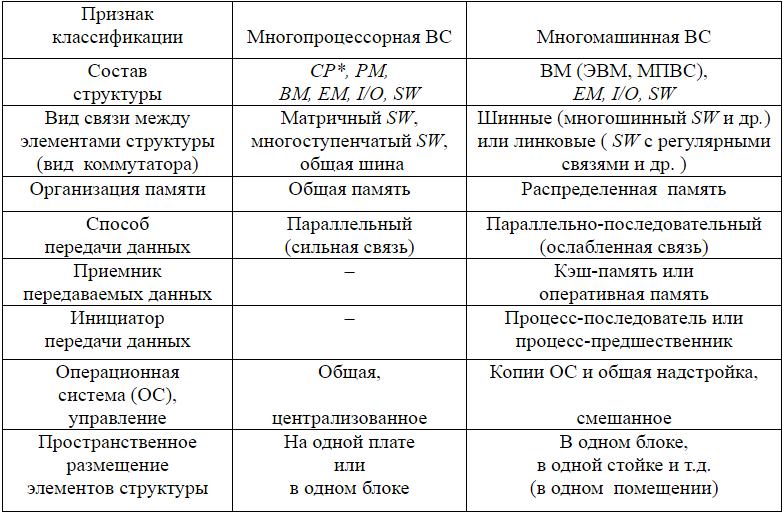 Признак
классификации
Многопроцессорная ВС
Многомашинная ВС
Состав
структуры
CP*, PM,
BM, EM, I/O, SW
ВМ (ЭВМ, МПВС),
EM, I/O, SW
Вид связи между
элементами структуры
(вид коммутатора)
Матричный SW,
многоступенчатый SW,
общая шина
Шинные (многошинный SW и др.)
или линковые ( SW с регулярными
связями и др. )
Организация памяти
Общая память
Распределенная память
Способ
передачи данных
Параллельный
(сильная связь)
Параллельно-последовательный
(ослабленная связь)
Приемник
передаваемых данных
–
Кэш-память или
оперативная память
Инициатор
передачи данных
–
Процесс-последователь или
процесс-предшественник
Операционная
система (ОС),
управление
Общая,
централизованное
Копии ОС и общая надстройка,
смешанное
Пространственное
размещение
элементов структуры
На одной плате
или
в одном блоке
В одном блоке,
в одной стойке и т.д.
(в одном помещении)